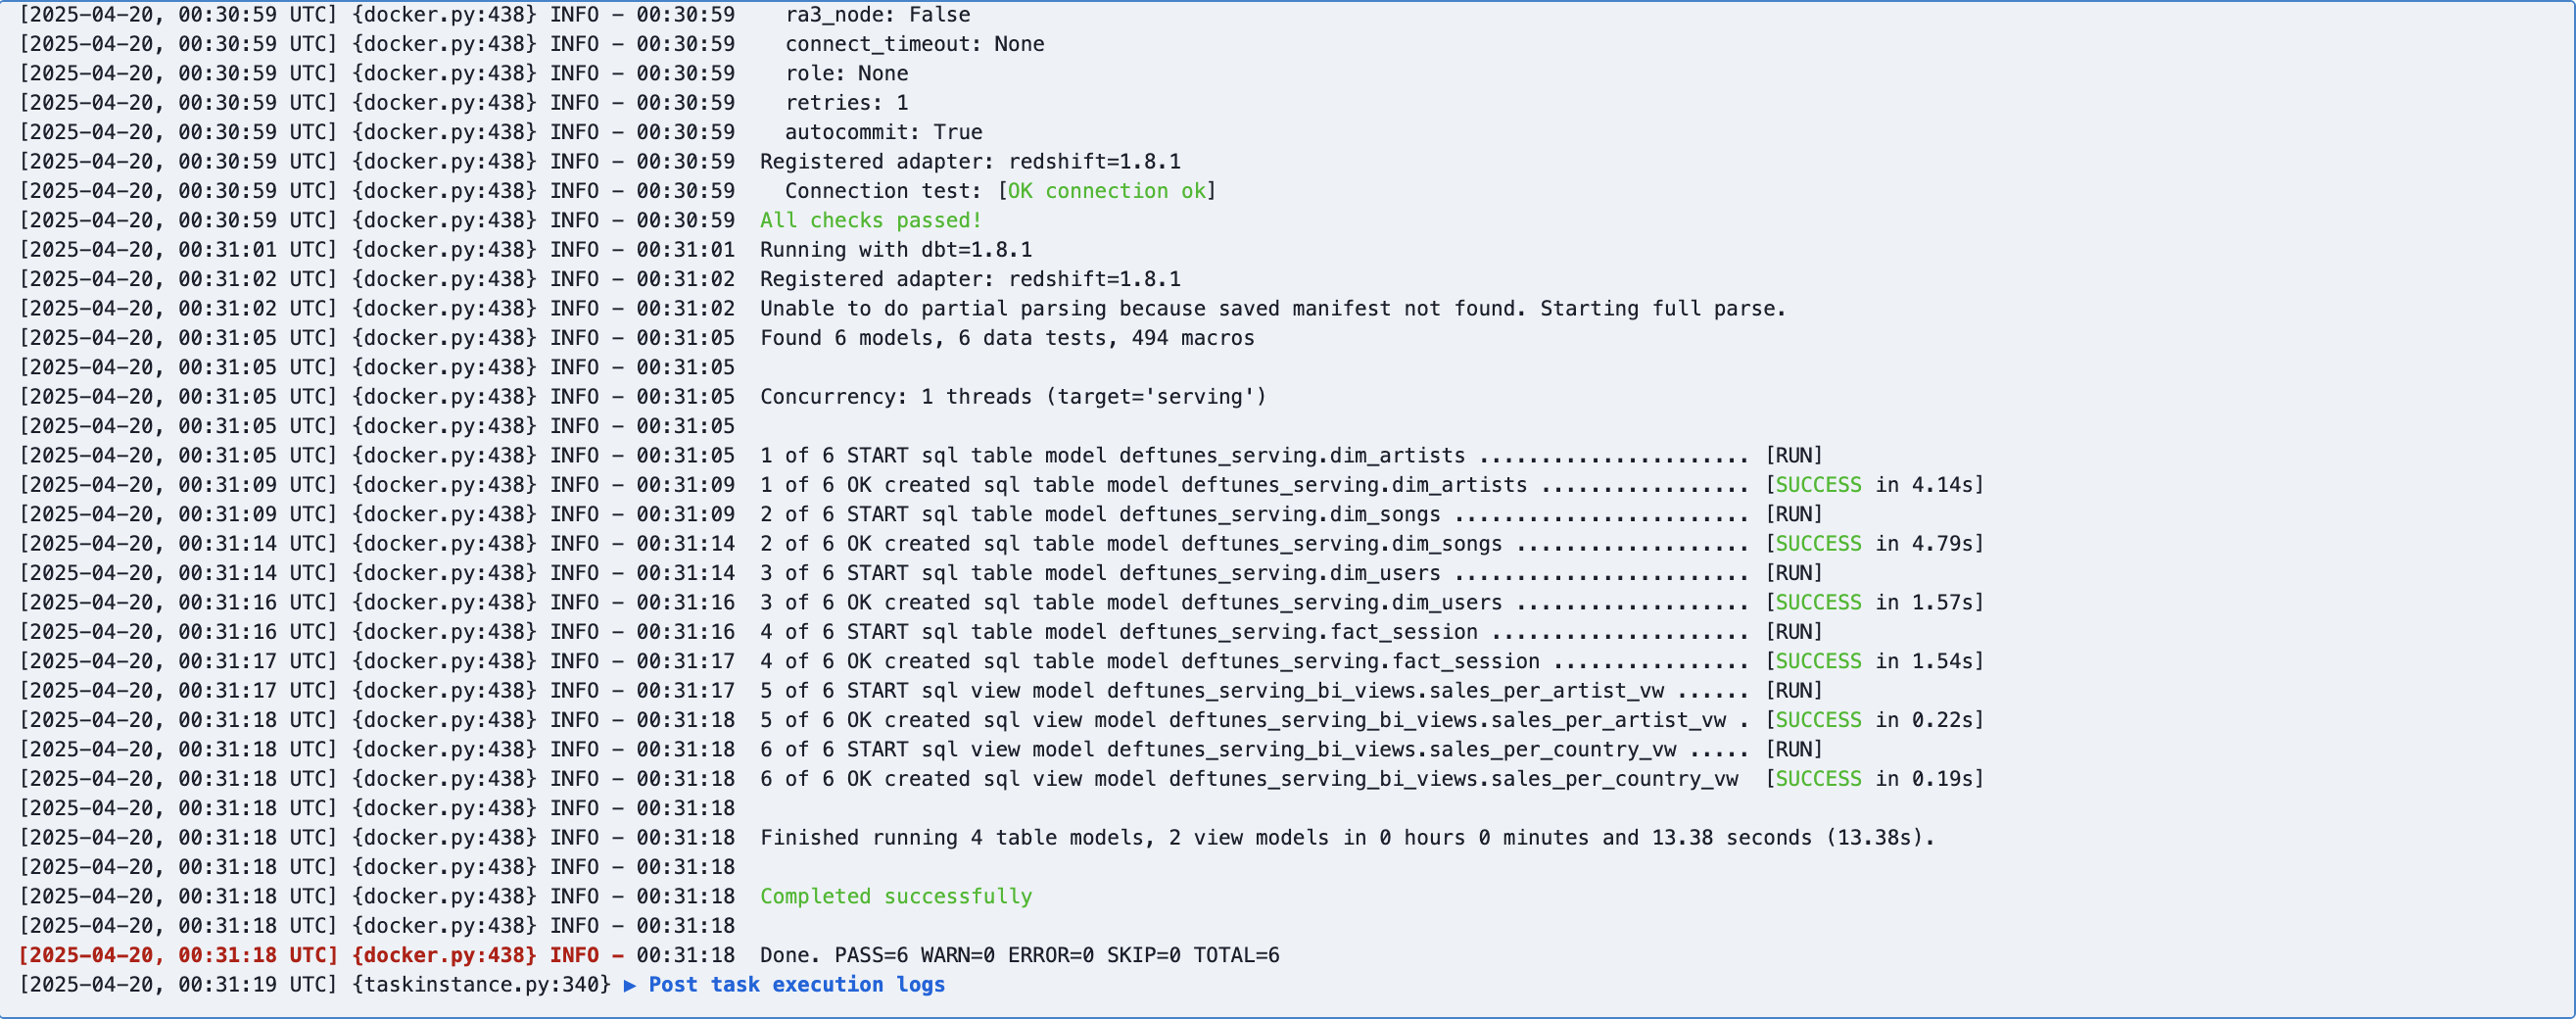 [2025-04-20, 00:30:59 UTC] {docker.py:438} INFO - 00:30:59    ra3_node: False
[2025-04-20, 00:30:59 UTC] {docker.py:438} INFO - 00:30:59    connect_timeout: None
[2025-04-20, 00:30:59 UTC] {docker.py:438} INFO - 00:30:59    role: None
[2025-04-20, 00:30:59 UTC] {docker.py:438} INFO - 00:30:59    retries: 1
[2025-04-20, 00:30:59 UTC] {docker.py:438} INFO - 00:30:59    autocommit: True
[2025-04-20, 00:30:59 UTC] {docker.py:438} INFO - 00:30:59  Registered adapter: redshift=1.8.1
[2025-04-20, 00:30:59 UTC] {docker.py:438} INFO - 00:30:59    Connection test: [OK connection ok]
[2025-04-20, 00:30:59 UTC] {docker.py:438} INFO - 00:30:59  All checks passed!
[2025-04-20, 00:31:01 UTC] {docker.py:438} INFO - 00:31:01  Running with dbt=1.8.1
[2025-04-20, 00:31:02 UTC] {docker.py:438} INFO - 00:31:02  Registered adapter: redshift=1.8.1
[2025-04-20, 00:31:02 UTC] {docker.py:438} INFO - 00:31:02  Unable to do partial parsing because saved manifest not found. Starting full parse.
[2025-04-20, 00:31:05 UTC] {docker.py:438} INFO - 00:31:05  Found 6 models, 6 data tests, 494 macros
[2025-04-20, 00:31:05 UTC] {docker.py:438} INFO - 00:31:05
[2025-04-20, 00:31:05 UTC] {docker.py:438} INFO - 00:31:05  Concurrency: 1 threads (target='serving')
[2025-04-20, 00:31:05 UTC] {docker.py:438} INFO - 00:31:05
[2025-04-20, 00:31:05 UTC] {docker.py:438} INFO - 00:31:05  1 of 6 START sql table model deftunes_serving.dim_artists ...................... [RUN]
[2025-04-20, 00:31:09 UTC] {docker.py:438} INFO - 00:31:09  1 of 6 OK created sql table model deftunes_serving.dim_artists ................. [SUCCESS in 4.14s]
[2025-04-20, 00:31:09 UTC] {docker.py:438} INFO - 00:31:09  2 of 6 START sql table model deftunes_serving.dim_songs ........................ [RUN]
[2025-04-20, 00:31:14 UTC] {docker.py:438} INFO - 00:31:14  2 of 6 OK created sql table model deftunes_serving.dim_songs ................... [SUCCESS in 4.79s]
[2025-04-20, 00:31:14 UTC] {docker.py:438} INFO - 00:31:14  3 of 6 START sql table model deftunes_serving.dim_users ........................ [RUN]
[2025-04-20, 00:31:16 UTC] {docker.py:438} INFO - 00:31:16  3 of 6 OK created sql table model deftunes_serving.dim_users ................... [SUCCESS in 1.57s]
[2025-04-20, 00:31:16 UTC] {docker.py:438} INFO - 00:31:16  4 of 6 START sql table model deftunes_serving.fact_session ..................... [RUN]
[2025-04-20, 00:31:17 UTC] {docker.py:438} INFO - 00:31:17  4 of 6 OK created sql table model deftunes_serving.fact_session ................ [SUCCESS in 1.54s]
[2025-04-20, 00:31:17 UTC] {docker.py:438} INFO - 00:31:17  5 of 6 START sql view model deftunes_serving_bi_views.sales_per_artist_vw ...... [RUN]
[2025-04-20, 00:31:18 UTC] {docker.py:438} INFO - 00:31:18  5 of 6 OK created sql view model deftunes_serving_bi_views.sales_per_artist_vw . [SUCCESS in 0.22s]
[2025-04-20, 00:31:18 UTC] {docker.py:438} INFO - 00:31:18  6 of 6 START sql view model deftunes_serving_bi_views.sales_per_country_vw ..... [RUN]
[2025-04-20, 00:31:18 UTC] {docker.py:438} INFO - 00:31:18  6 of 6 OK created sql view model deftunes_serving_bi_views.sales_per_country_vw  [SUCCESS in 0.19s]
[2025-04-20, 00:31:18 UTC] {docker.py:438} INFO - 00:31:18
[2025-04-20, 00:31:18 UTC] {docker.py:438} INFO - 00:31:18  Finished running 4 table models, 2 view models in 0 hours 0 minutes and 13.38 seconds (13.38s).
[2025-04-20, 00:31:18 UTC] {docker.py:438} INFO - 00:31:18
[2025-04-20, 00:31:18 UTC] {docker.py:438} INFO - 00:31:18  Completed successfully
[2025-04-20, 00:31:18 UTC] {docker.py:438} INFO - 00:31:18
[2025-04-20, 00:31:18 UTC] {docker.py:438} INFO - 00:31:18  Done. PASS=6 WARN=0 ERROR=0 SKIP=0 TOTAL=6
[2025-04-20, 00:31:19 UTC] {taskinstance.py:340} ▶ Post task execution logs